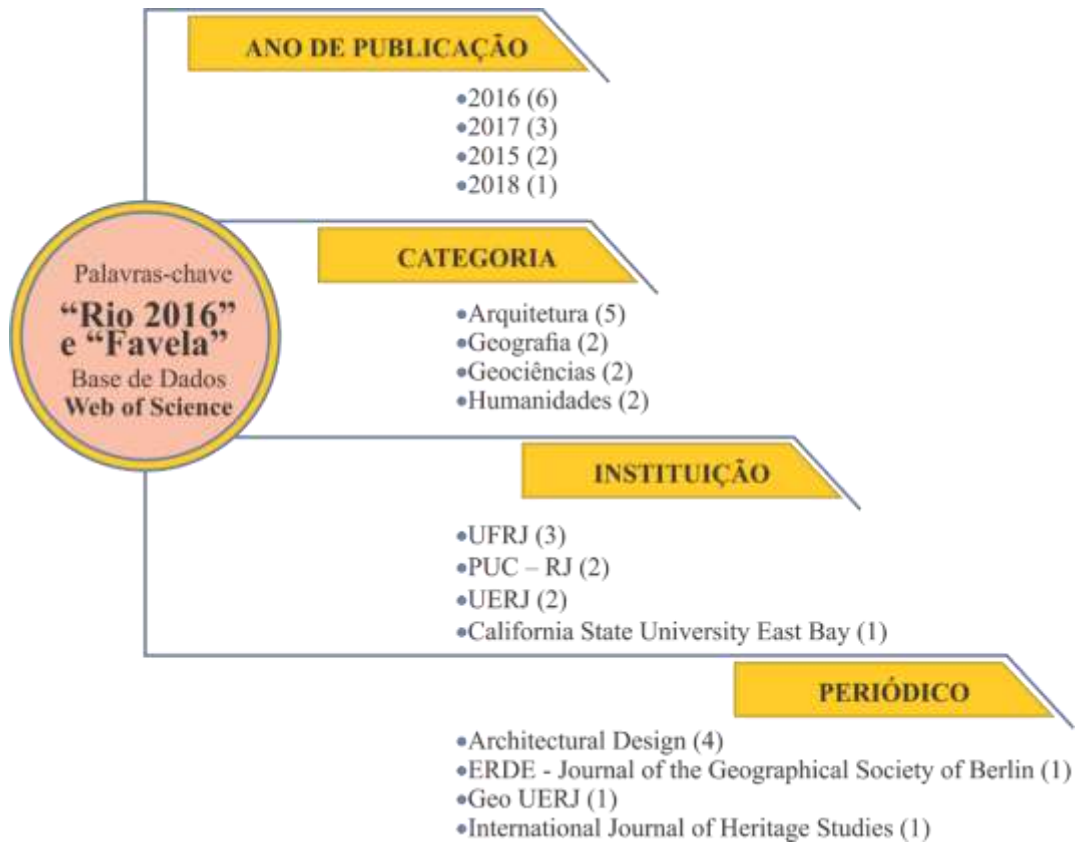 ANO DE PUBLICAÇÃO
•2016 (6)
•2017 (3)
•2015 (2)
•2018 (1)
Palavras-chave
“Rio 2016”
e “Favela”
Base de Dados
Web of Science
CATEGORIA
•Arquitetura (5)
•Geografia (2)
•Geociências (2)
•Humanidades (2)
INSTITUIÇÃO
•UFRJ (3)
•PUC – RJ (2)
•UERJ (2)
•California State University East Bay (1)
PERIÓDICO
•Architectural Design (4)
•ERDE - Journal of the Geographical Society of Berlin (1)
•Geo UERJ (1)
•International Journal of Heritage Studies (1)